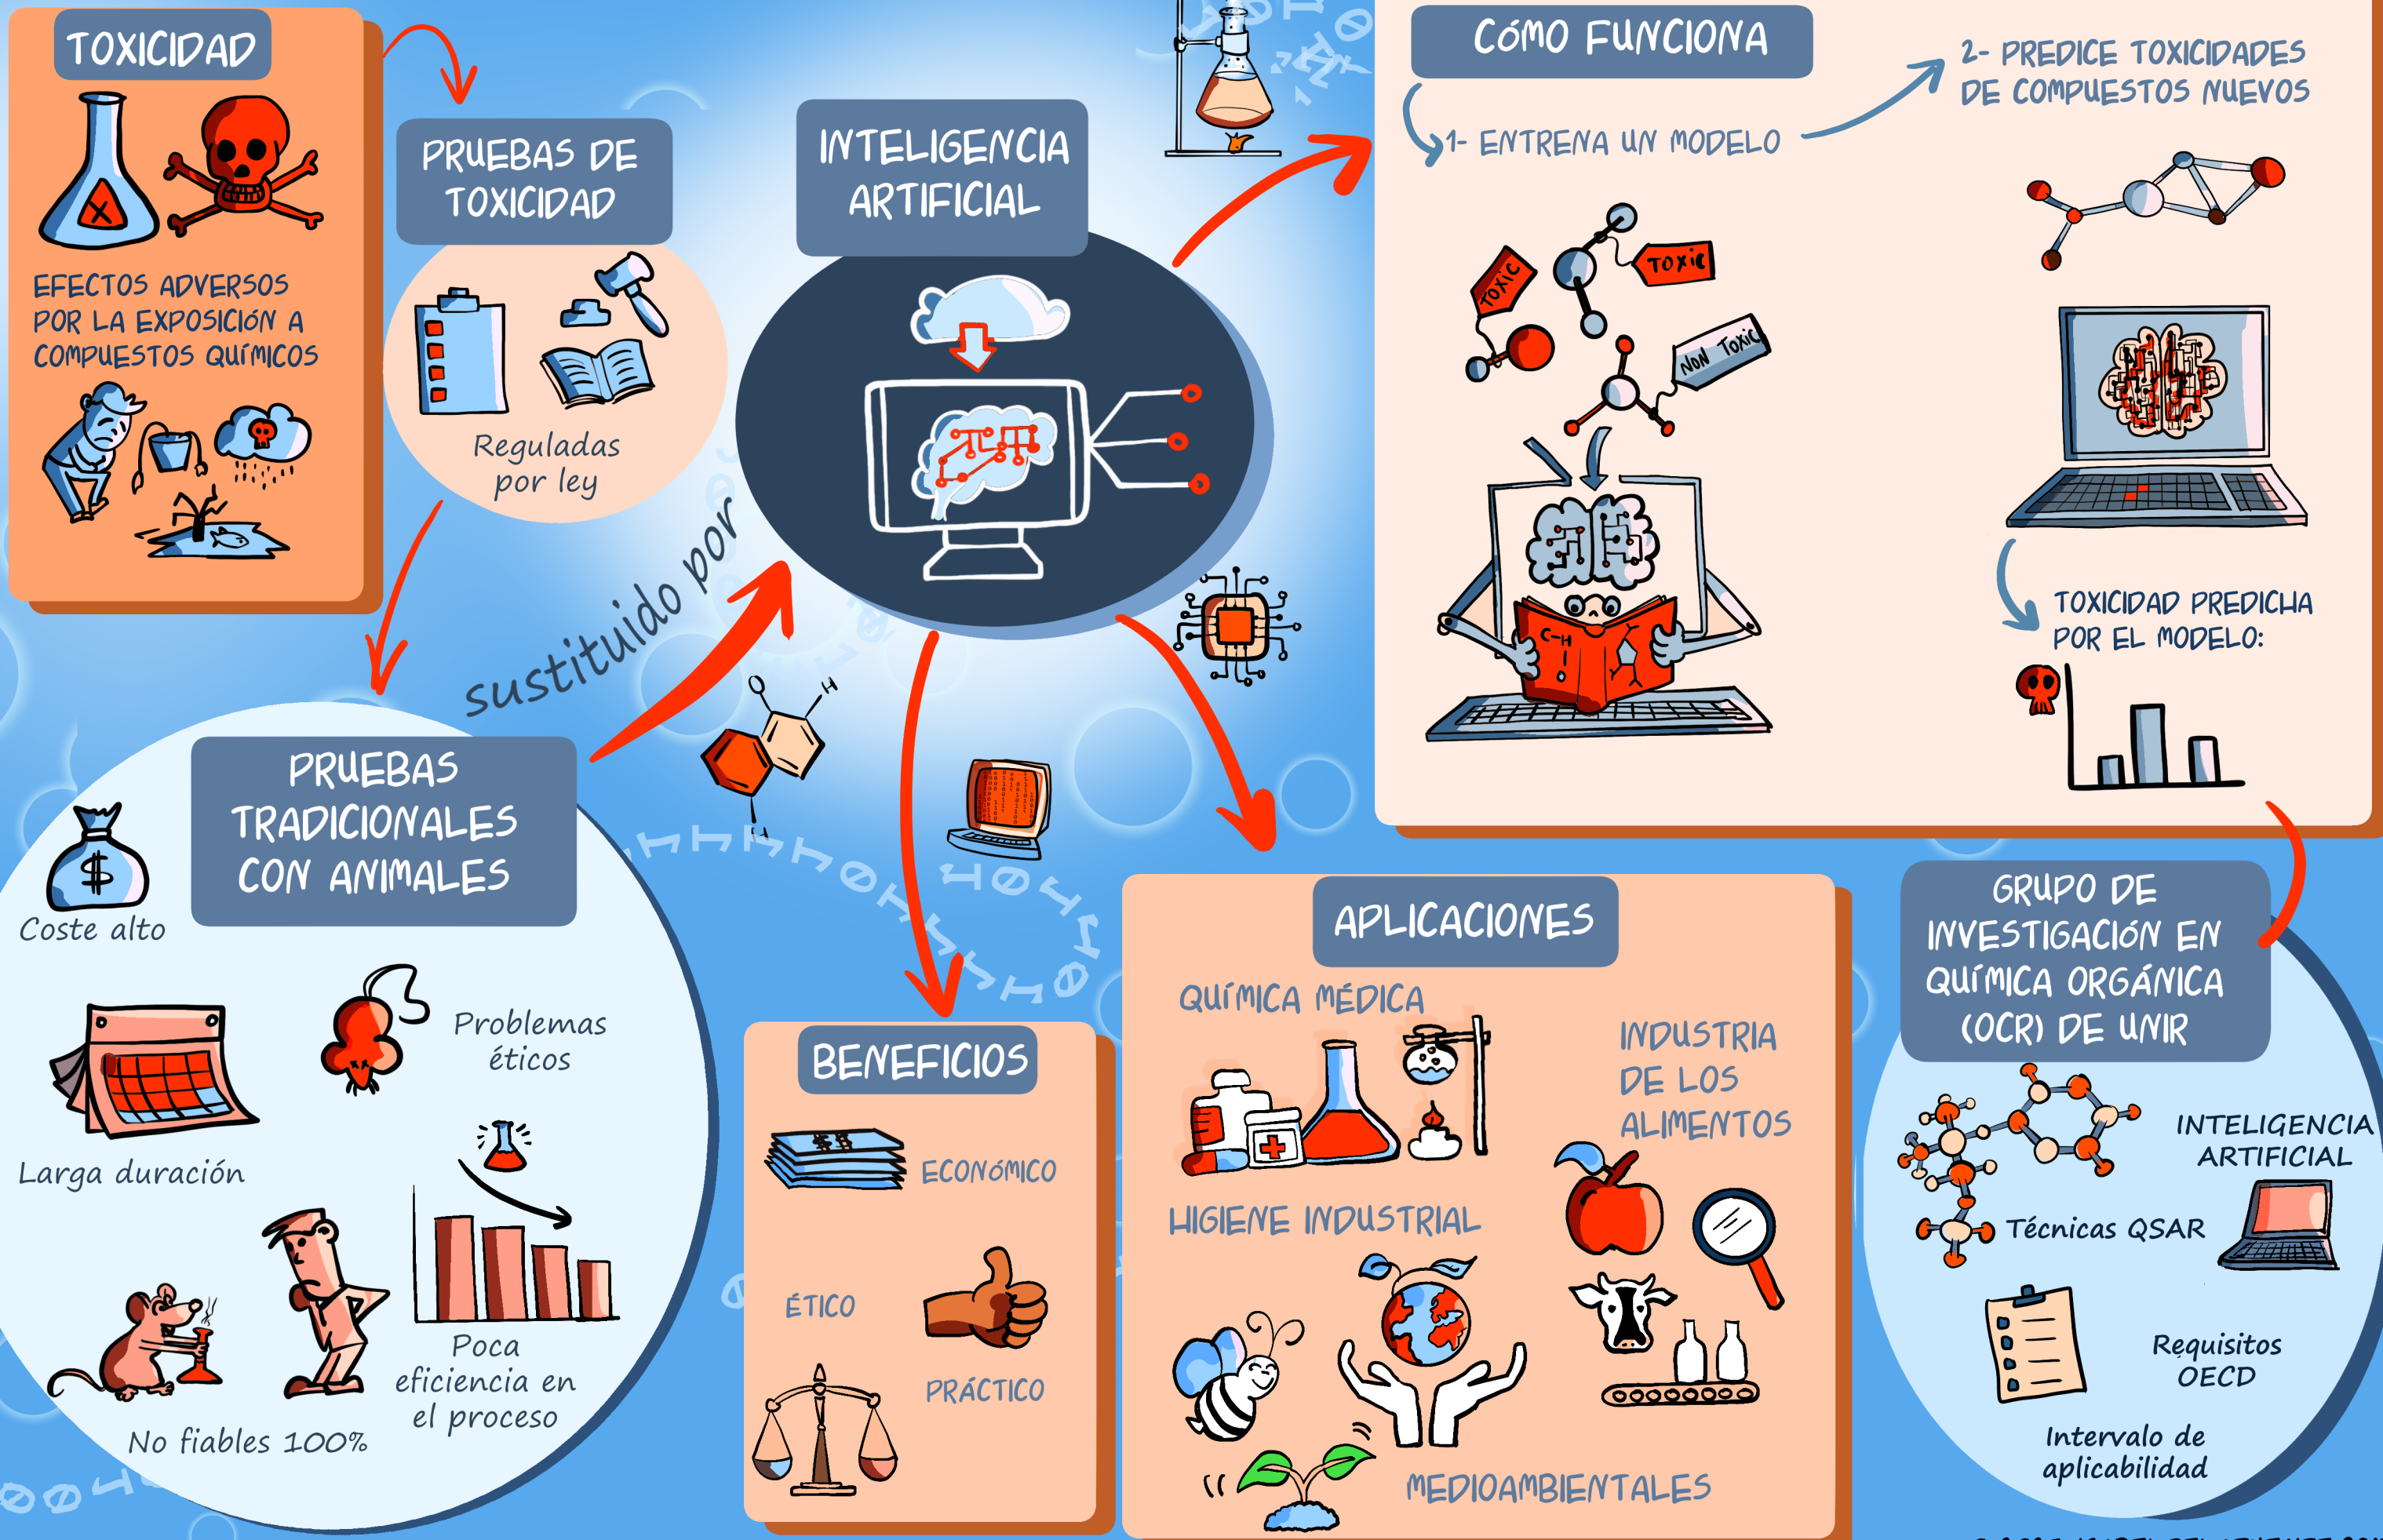 TOXICIDAD
EFECTOS ADVERSOS
POR LA EXPOSICIÓN A
COMPUESTOS QUÍMICOS
PRUEBAS DE
TOXICIDAD
Reguladas
por ley
PRUEBAS
TRADICIONALES
CON ANIMALES
$
Coste alto
Problemas
éticos
Larga duración
Poca
eficiencia en
el proceso
No fiables 100%
sustituido por
INTELIGENCIA
ARTIFICIAL
CÓMO FUNCIONA
1- ENTRENA UN MODELO
TOXIC
TOXIC
NON TOXIC
C-H
2- PREDICE TOXICIDADES
DE COMPUESTOS NUEVOS
TOXICIDAD PREDICHA
POR EL MODELO:
BENEFICIOS
ECONÓMICO
ÉTICO
PRÁCTICO
APLICACIONES
QUÍMICA MÉDICA
INDUSTRIA
DE LOS
ALIMENTOS
HIGIENE INDUSTRIAL
MEDIOAMBIENTALES
GRUPO DE
INVESTIGACIÓN EN
QUÍMICA ORGÁNICA
(OCR) DE UNIR
INTELIGENCIA
ARTIFICIAL
Técnicas QSAR
Requisitos
OECD
Intervalo de
aplicabilidad